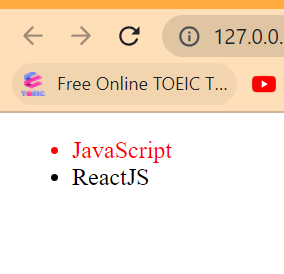 127.0.0.
TOEIC Free Online TOEIC T...
JavaScript
ReactJS